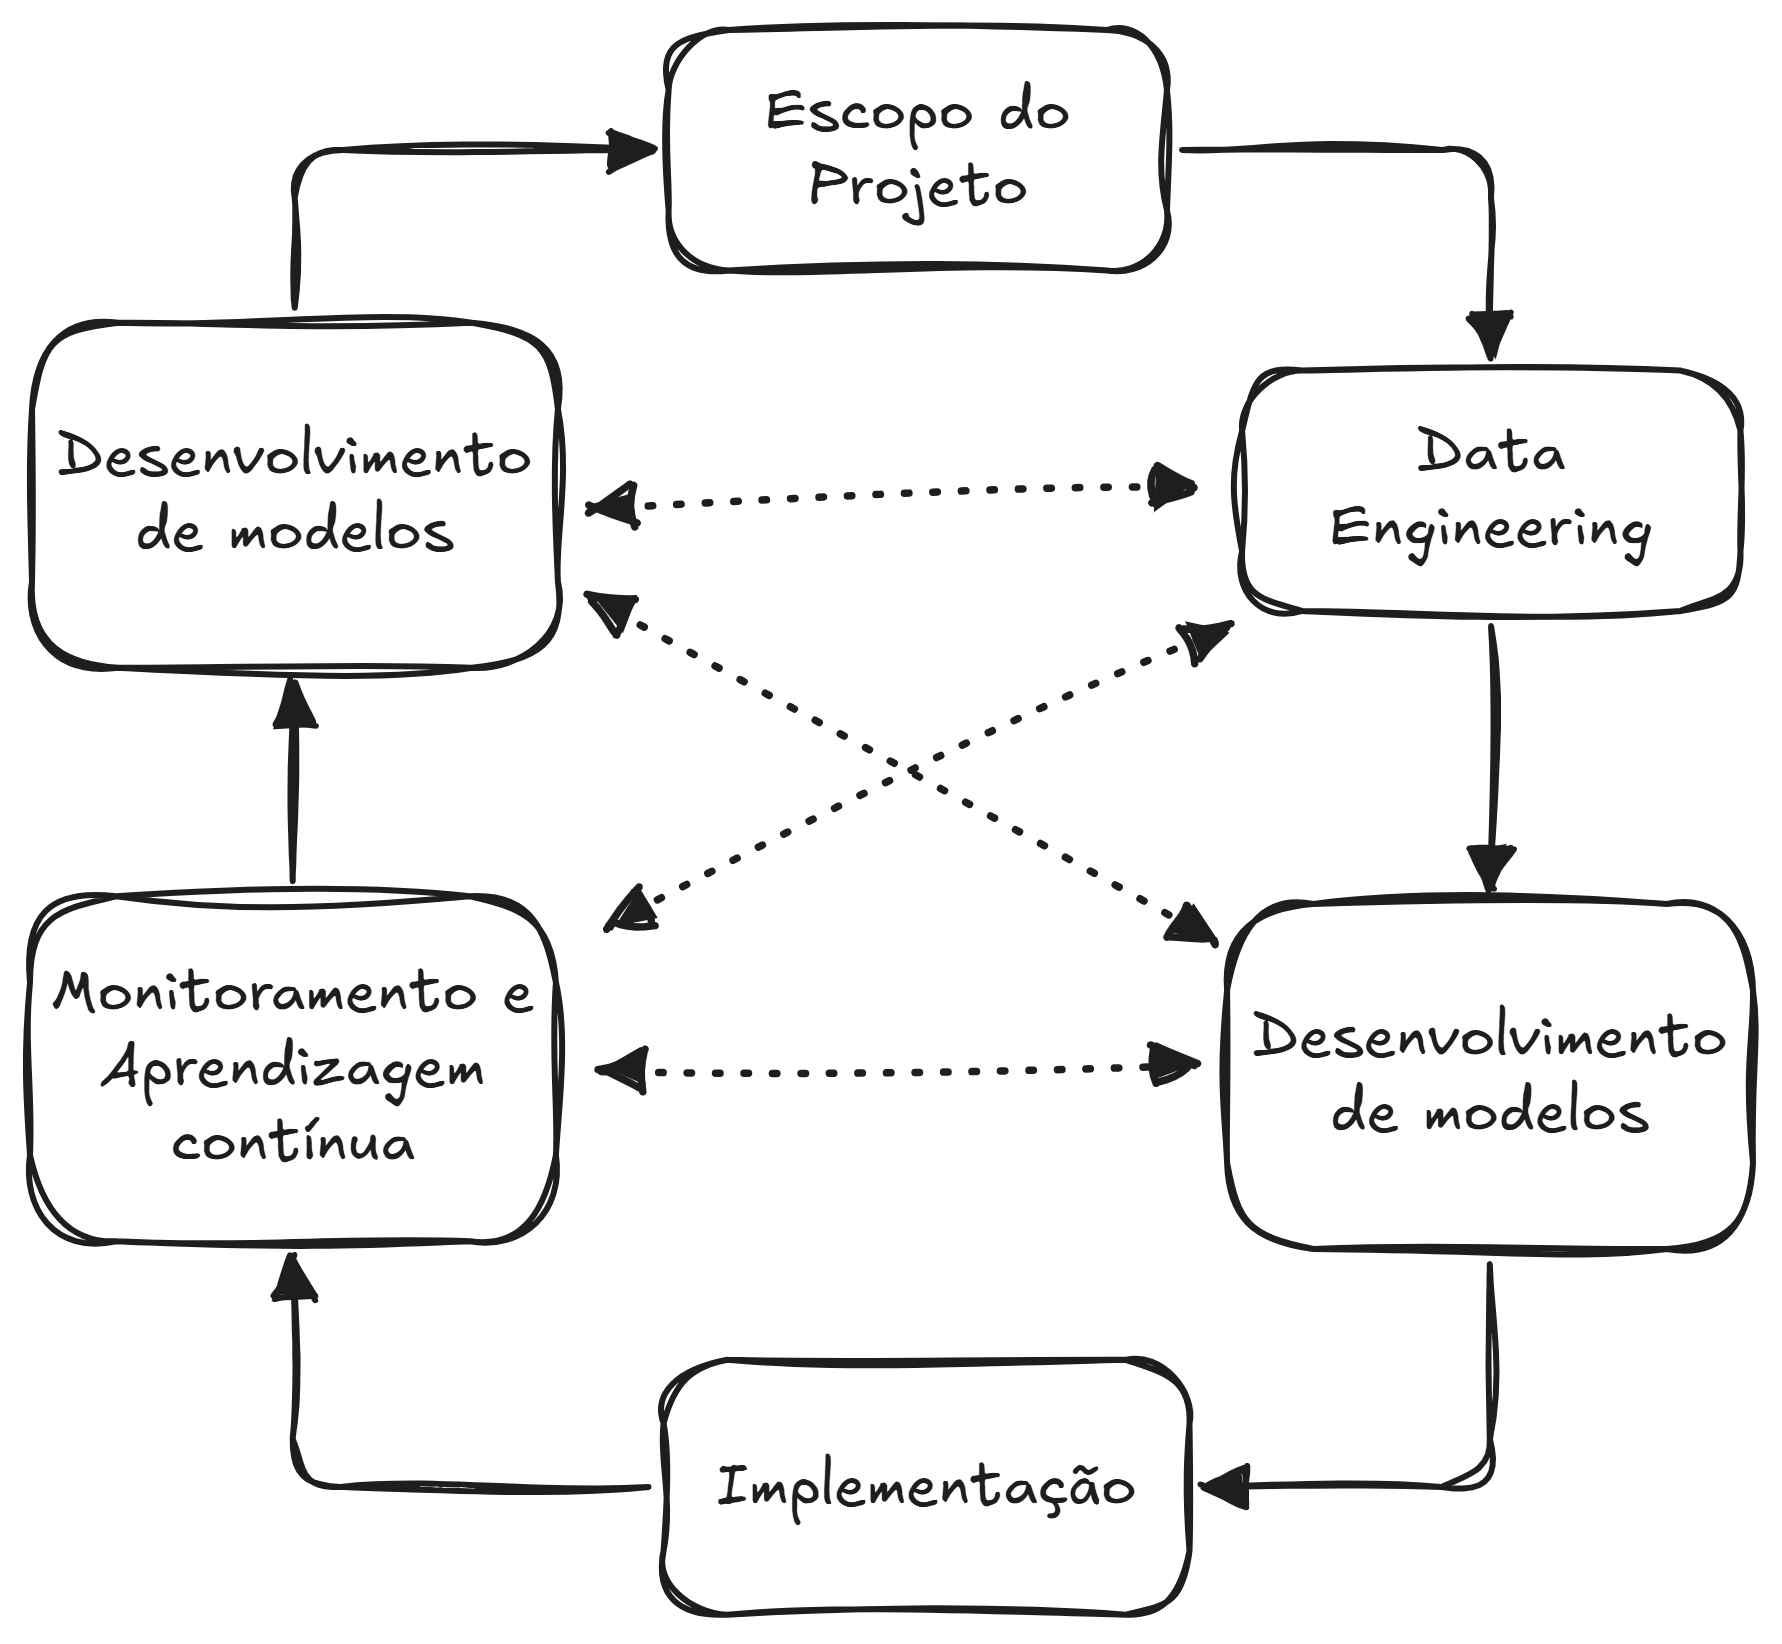 Escopo do
Projeto
Desenvolvimento
de modelos
Data
Engineering
Monitoramento e
Aprendizagem
contínua
Desenvolvimento
de modelos
Implementação